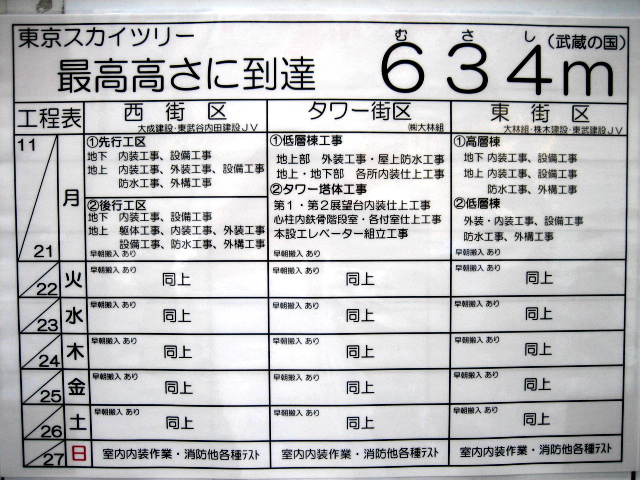 東京スカイツリー
最高高さに到達
むさし
634m
(武蔵の国)
工程表
西街区
大成建設・東武谷内田建設JV
タワー街区
㈱大林組
東街区
大林組・株木建設・東武建設JV
11
21
月
①先行工区
地下 内装工事、設備工事
地上 内装工事、外装工事、設備工事
防水工事、外構工事
②後行工区
地下 内装工事、設備工事
地上 躯体工事、内装工事、外装工事
設備工事、防水工事、外構工事
早朝搬入 あり
①低層棟工事
地上部 外装工事・屋上防水工事
地上・地下部 各所内装仕上工事
②タワー塔体工事
第1・第2展望台内装仕上工事
心柱内鉄骨階段室・各付室仕上工事
本設エレベーター組立工事
早朝搬入 あり
①高層棟
地下 内装工事、設備工事
地上 内装工事、設備工事
防水工事、外構工事
②低層棟
外装・内装工事、設備工事
防水工事、外構工事
早朝搬入 あり
22 火
早朝搬入 あり
同上
早朝搬入 あり
同上
早朝搬入 あり
同上
23 水
早朝搬入 あり
同上
早朝搬入 あり
同上
早朝搬入 あり
同上
24 木
早朝搬入 あり
同上
早朝搬入 あり
同上
早朝搬入 あり
同上
25 金
早朝搬入 あり
同上
早朝搬入 あり
同上
早朝搬入 あり
同上
26 土
早朝搬入 あり
同上
早朝搬入 あり
同上
早朝搬入 あり
同上
27 日
室内内装作業・消防他各種テスト
室内内装作業・消防他各種テスト
室内内装作業・消防他各種テスト